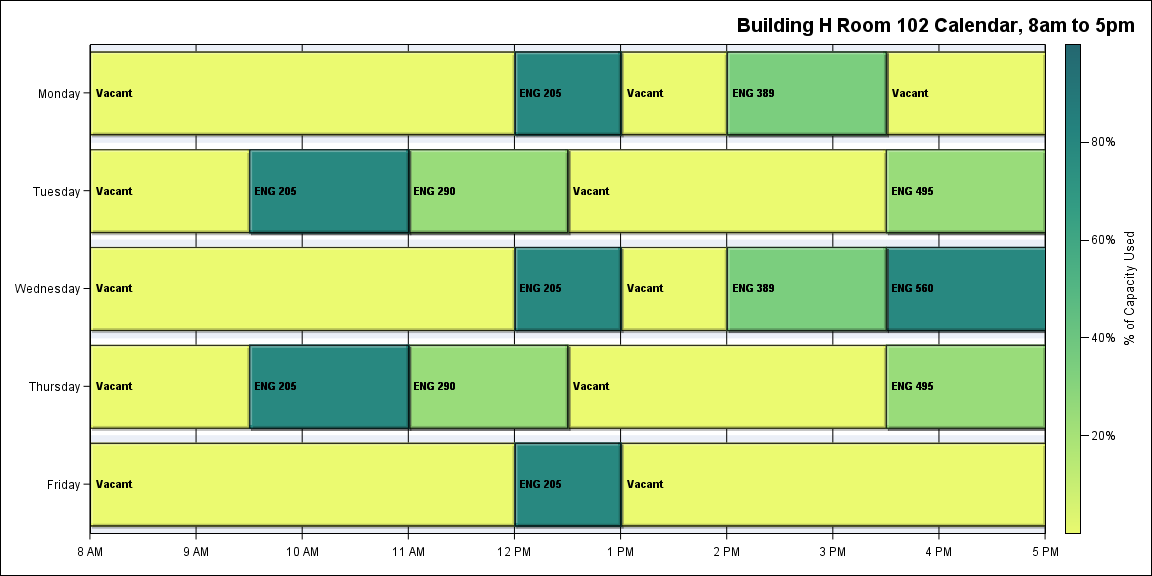 Building H Room 102 Calendar, 8am to 5pm
Monday
Vacant
ENG 205
Vacant
ENG 389
Vacant
Tuesday
Vacant
ENG 205
ENG 290
Vacant
ENG 495
Wednesday
Vacant
ENG 205
Vacant
ENG 389
ENG 560
Thursday
Vacant
ENG 205
ENG 290
Vacant
ENG 495
Friday
Vacant
ENG 205
Vacant
8 AM
9 AM
10 AM
11 AM
12 PM
1 PM
2 PM
3 PM
4 PM
5 PM
80%
60%
40%
20%
% of Capacity Used